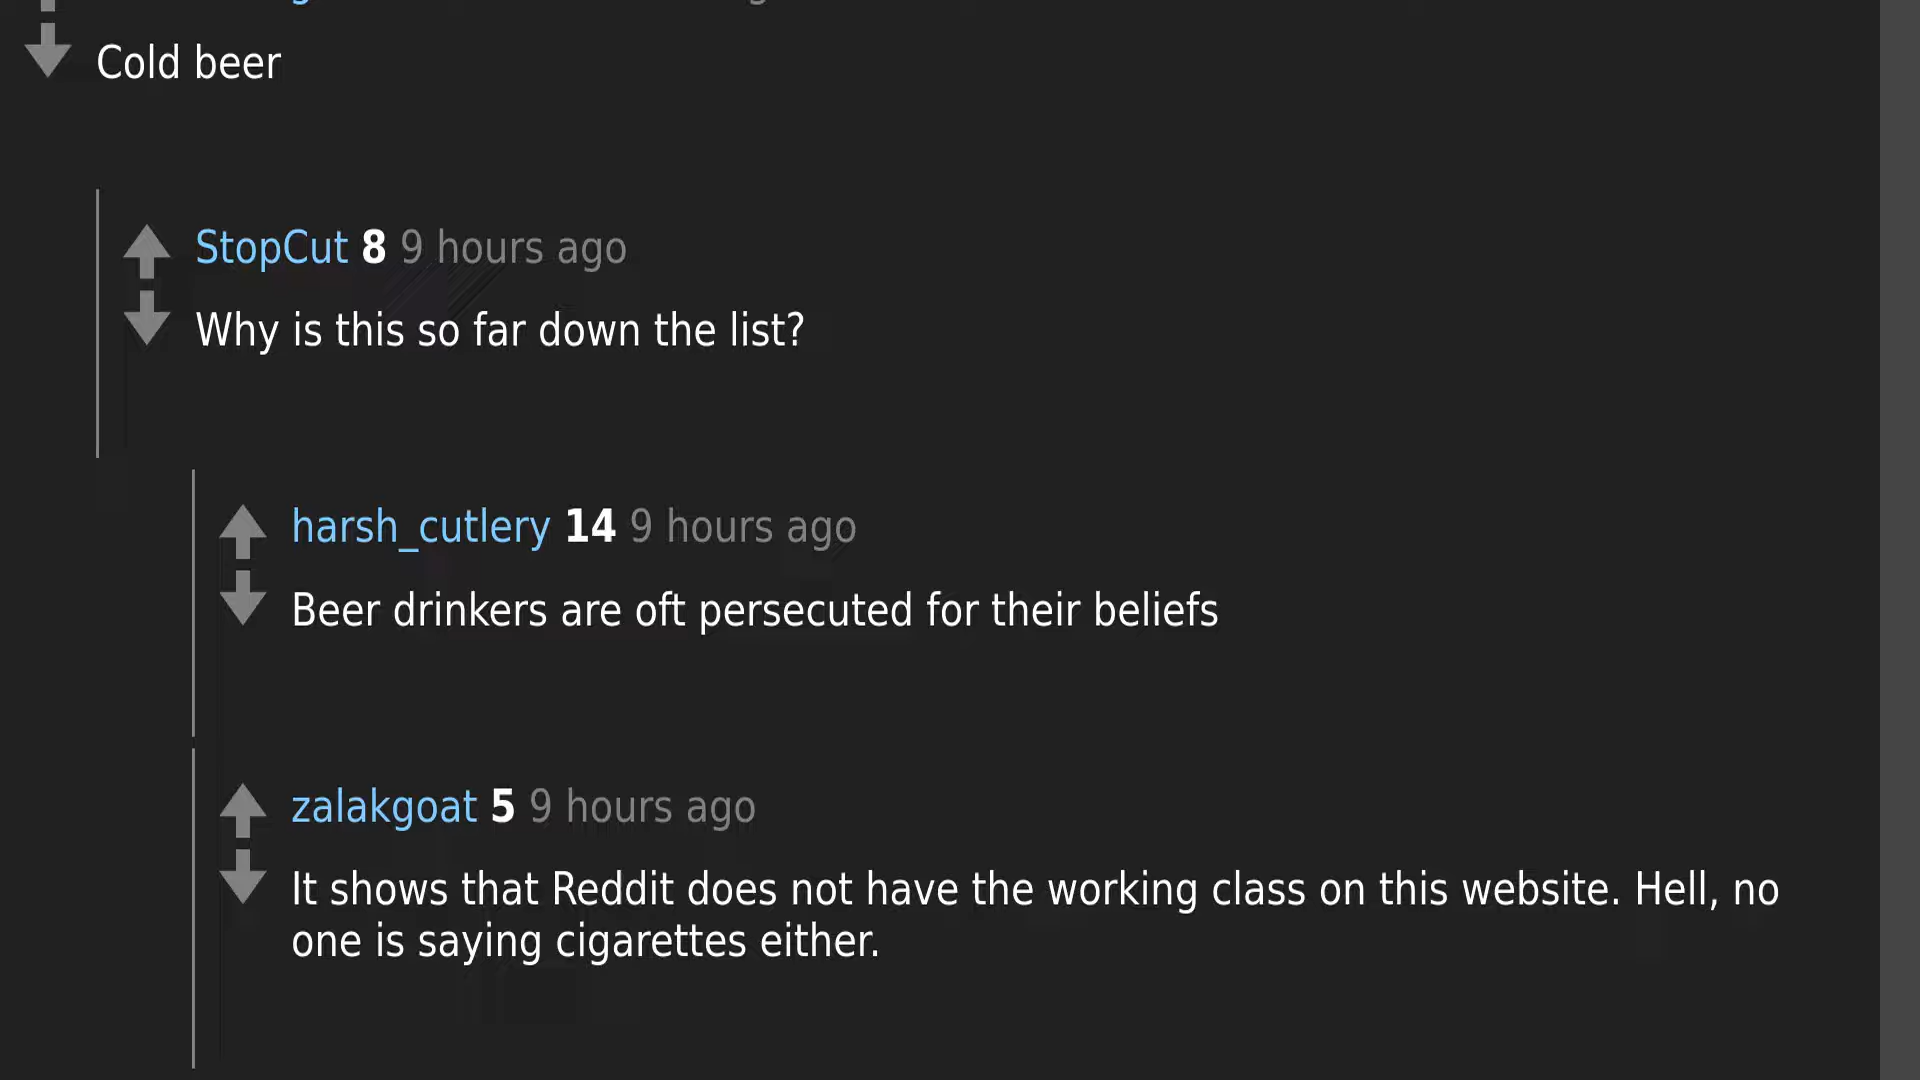 Cold beer
StopCut 8 9 hours ago
Why is this so far down the list?
harsh_cutlery 14 9 hours ago
Beer drinkers are oft persecuted for their beliefs
zalakgoat 5 9 hours ago
It shows that Reddit does not have the working class on this website. Hell, no
one is saying cigarettes either.